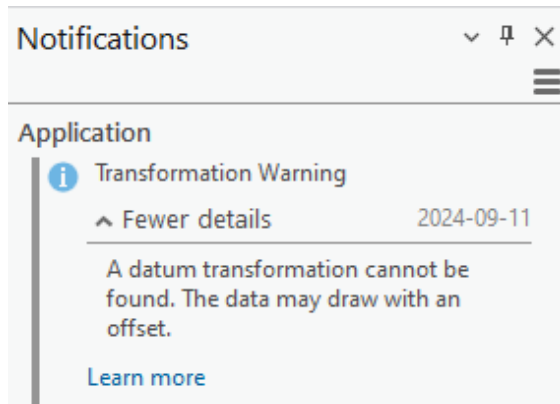 Notifications
Application
Transformation Warning
Fewer details 2024-09-11
A datum transformation cannot be
found. The data may draw with an
offset.
Learn more